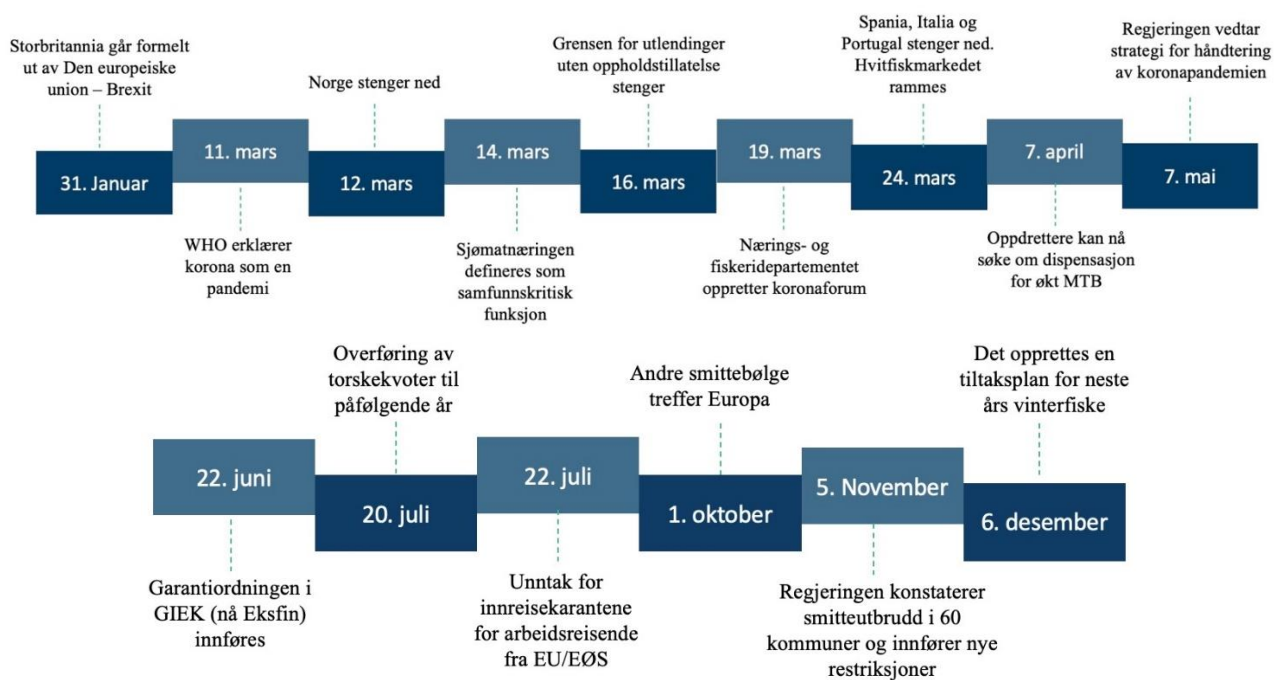 Storbritannia går formelt
ut av Den europeiske
union – Brexit
Norge stenger ned
Grensen for utlendinger
uten oppholdstillatelse
stenger
Spania, Italia og
Portugal stenger ned.
Hvitfiskmarkedet
rammes
Regjeringen vedtar
strategi for håndtering
av koronapandemien
31. Januar
11. mars
12. mars
14. mars
16. mars
19. mars
24. mars
7. april
7. mai
WHO erklærer
korona som en
pandemi
Sjømatnæringen
defineres som
samfunnskritisk
funksjon
Nærings- og
fiskeridepartementet
oppretter koronaforum
Oppdrettere kan nå
søke om dispensasjon
for økt MTB
Overføring av
torskekvoter til
påfølgende år
Andre smittebølge
treffer Europa
Det opprettes en
tiltaksplan for neste
års vinterfiske
22. juni
20. juli
22. juli
1. oktober
5. November
6. desember
Garantiordningen i
GIEK (nå Eksfin)
innføres
Unntak for
innreisekarantene
for arbeidsreisende
fra EU/EØS
Regjeringen konstaterer
smitteutbrudd i 60
kommuner og innfører nye
restriksjoner